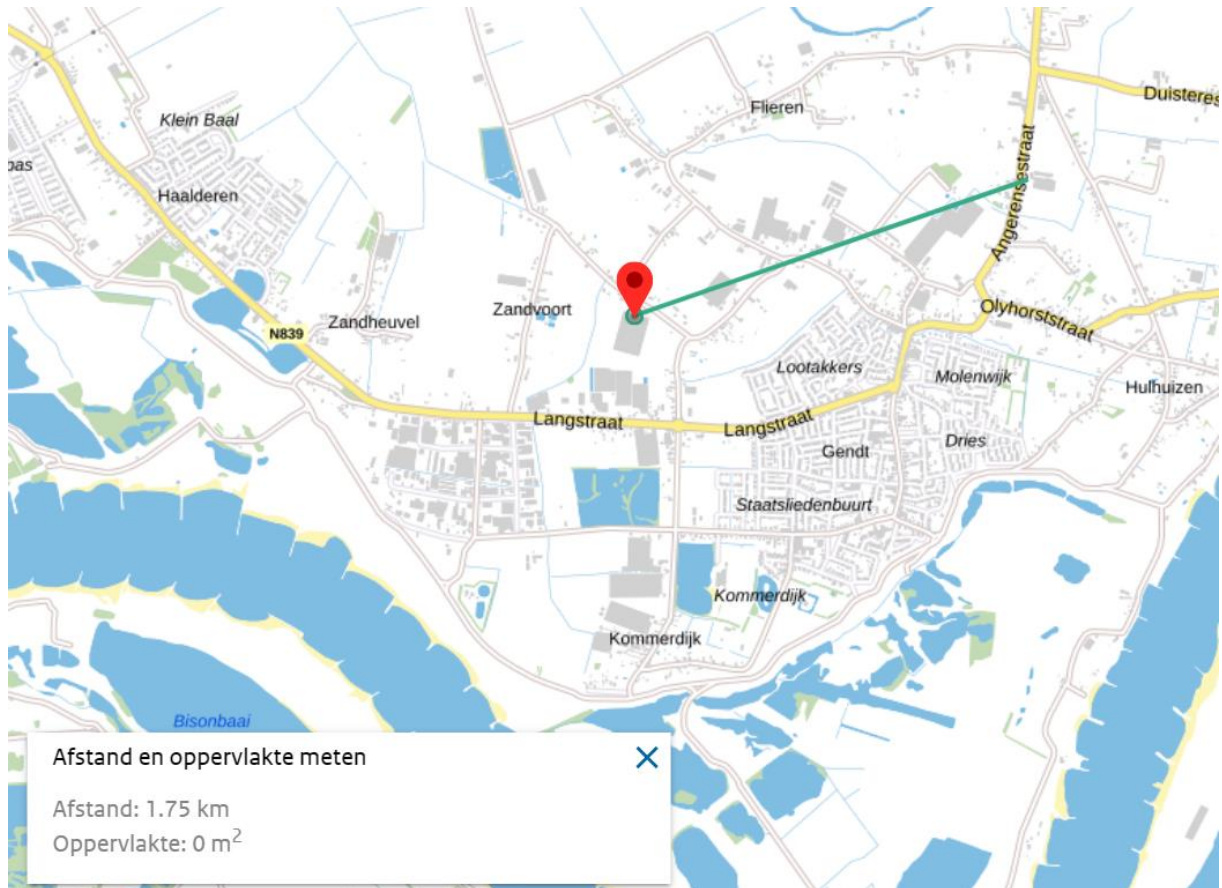 Klein Baal
Flieren
Duisteres
pas
Haalderen
Angerensestraat
Zandvoort
Zandheuvel
N839
Olyhorststraat
Lootakkers
Molenwijk
Hulhuizen
Langstraat
Langstraat
Gendt
Dries
Staatsliedenbuurt
Kommerdijk
Kommerdijk
Bisonbaai
Afstand en oppervlakte meten
Afstand: 1.75 km
Oppervlakte: 0 m²